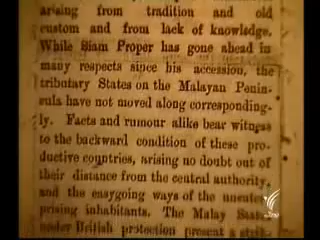 arising from tradition and old
custom and from lack of knowledge.
While Siam Proper has gone ahead in
many respects since his accession, the
tributary States on the Malayan Penin-
sula have not moved along corresponding-
ly. Facts and rumour alike bear witness
to the backward condition of these pro-
ductive countries, arising no doubt out of
their distance from the central authority,
and the easygoing ways of the unenter-
prising inhabitants. The Malay States
under British protection present a